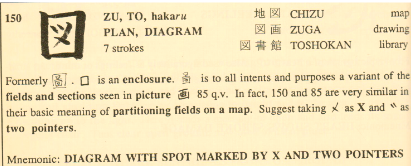 150 図 ZU, TO, hakaru 地図 CHIZU map
PLAN, DIAGRAM 図画 ZUGA drawing
7 strokes 図書館 TOSHOKAN library
Formerly 圖. 囗 is an enclosure. 啚 is to all intents and purposes a variant of the
fields and sections seen in picture 画 85 q.v. In fact, 150 and 85 are very similar in
their basic meaning of partitioning fields on a map. Suggest taking 㐅 as X and as
two pointers.
Mnemonic: DIAGRAM WITH SPOT MARKED BY X AND TWO POINTERS